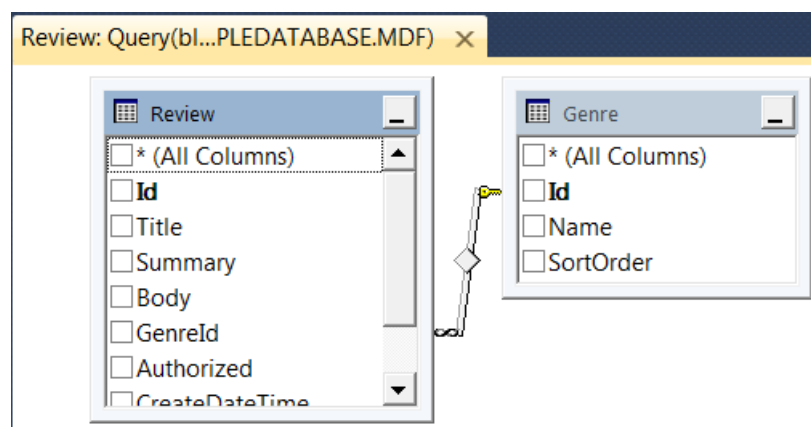 Review: Query(bl...PLEDATABASE.MDF)
Review
* (All Columns)
Id
Title
Summary
Body
GenreId
Authorized
CreateDateTime
Genre
* (All Columns)
Id
Name
SortOrder